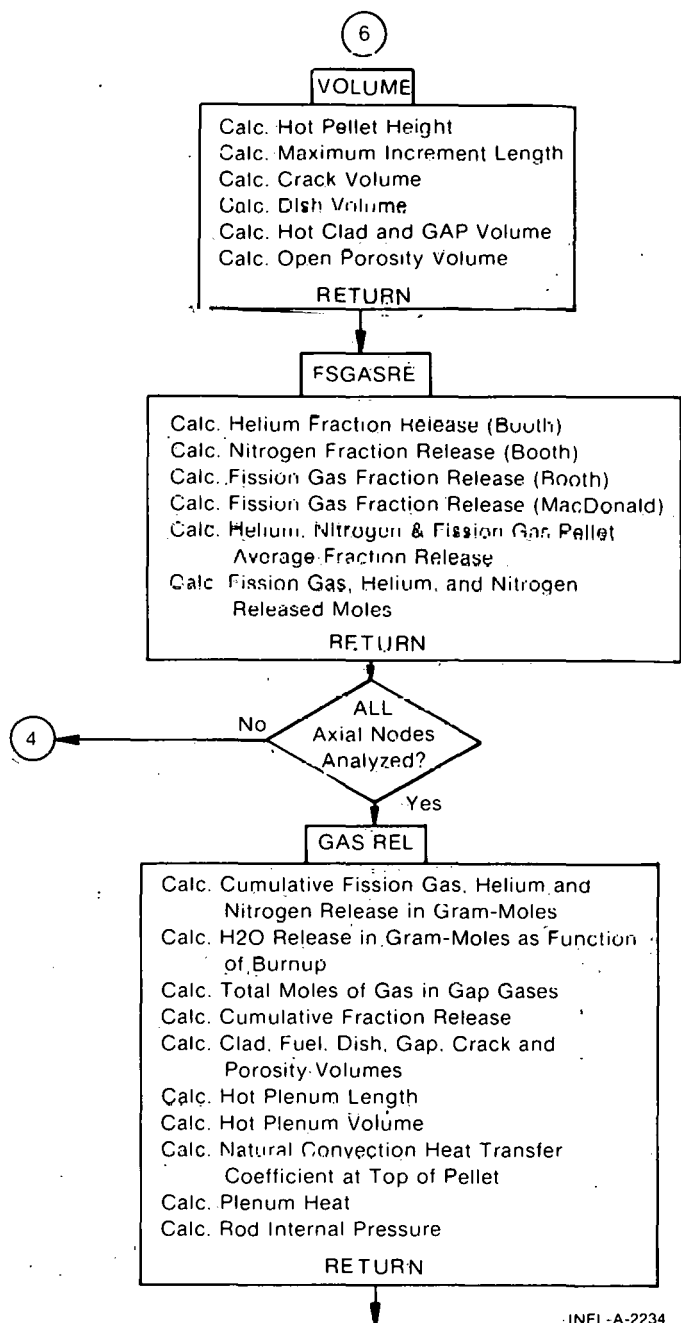 6
VOLUME
Calc. Hot Pellet Height
Calc. Maximum Increment Length
Calc. Crack Volume
Calc. Dish Volume
Calc. Hot Clad and GAP Volume
Calc. Open Porosity Volume
RETURN
FSGASRE
Calc. Helium Fraction Release (Booth)
Calc. Nitrogen Fraction Release (Booth)
Calc. Fission Gas Fraction Release (Booth)
Calc. Fission Gas Fraction Release (MacDonald)
Calc. Helium, Nitrogen & Fission Gas Pellet
Average Fraction Release
Calc Fission Gas, Helium, and Nitrogen
Released Moles
RETURN
ALL
No
Axial Nodes
4
Analyzed?
Yes
GAS REL
Calc. Cumulative Fission Gas, Helium and
Nitrogen Release in Gram-Moles
Calc. H2O Release in Gram-Moles as Function
of Burnup
Calc. Total Moles of Gas in Gap Gases
Calc. Cumulative Fraction Release
Calc. Clad, Fuel, Dish, Gap, Crack and
Porosity Volumes
Calc. Hot Plenum Length
Calc. Hot Plenum Volume
Calc. Natural Convection Heat Transfer
Coefficient at Top of Pellet
Calc. Plenum Heat
Calc. Rod Internal Pressure
RETURN
INEL-A-2234